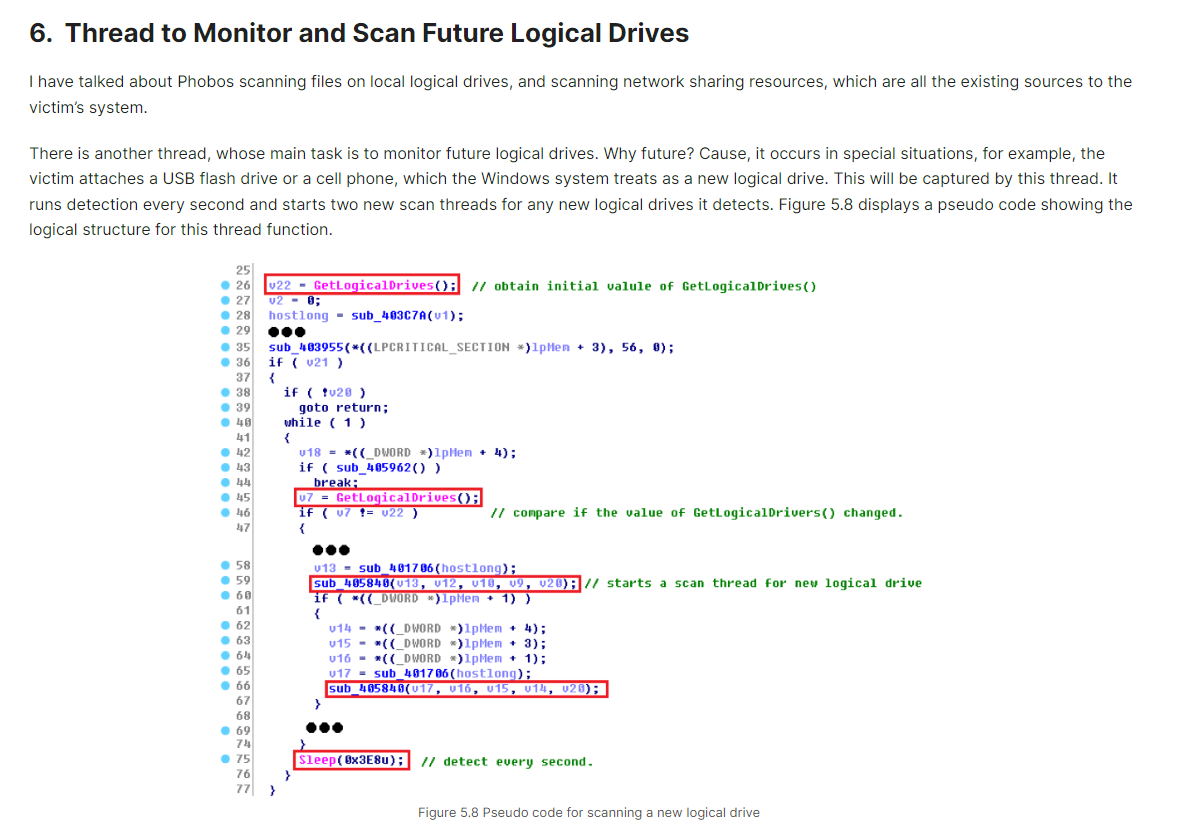 6. Thread to Monitor and Scan Future Logical Drives
I have talked about Phobos scanning files on local logical drives, and scanning network sharing resources, which are all the existing sources to the
victim’s system.
There is another thread, whose main task is to monitor future logical drives. Why future? Cause, it occurs in special situations, for example, the
victim attaches a USB flash drive or a cell phone, which the Windows system treats as a new logical drive. This will be captured by this thread. It
runs detection every second and starts two new scan threads for any new logical drives it detects. Figure 5.8 displays a pseudo code showing the
logical structure for this thread function.
25
26 v22 = GetLogicalDrives(); // obtain initial valule of GetLogicalDrives()
27 v2 = 0;
28 hostlong = sub_403C7A(v1);
29 ●●●
35 sub_403955(*((LPCRITICAL_SECTION *)lpMem + 3), 56, 0);
36 if ( v21 )
37 {
38 if ( !v20 )
39 goto return;
40 while ( 1 )
41 {
42 v18 = *((_DWORD *)lpMem + 4);
43 if ( sub_405962() )
44 break;
45 v7 = GetLogicalDrives();
46 if ( v7 != v22 ) // compare if the value of GetLogicalDrivers() changed.
47 {
●●●
58 v13 = sub_401706(hostlong);
59 sub_405840(v13, v12, v10, v9, v20); // starts a scan thread for new logical drive
60 if ( *((_DWORD *)lpMem + 1) )
61 {
62 v14 = *((_DWORD *)lpMem + 4);
63 v15 = *((_DWORD *)lpMem + 3);
64 v16 = *((_DWORD *)lpMem + 1);
65 v17 = sub_401706(hostlong);
66 sub_405840(v17, v16, v15, v14, v20);
67 }
68
69 ●●●
74 }
75 Sleep(0x3E8u); // detect every second.
76 }
77 }
Figure 5.8 Pseudo code for scanning a new logical drive